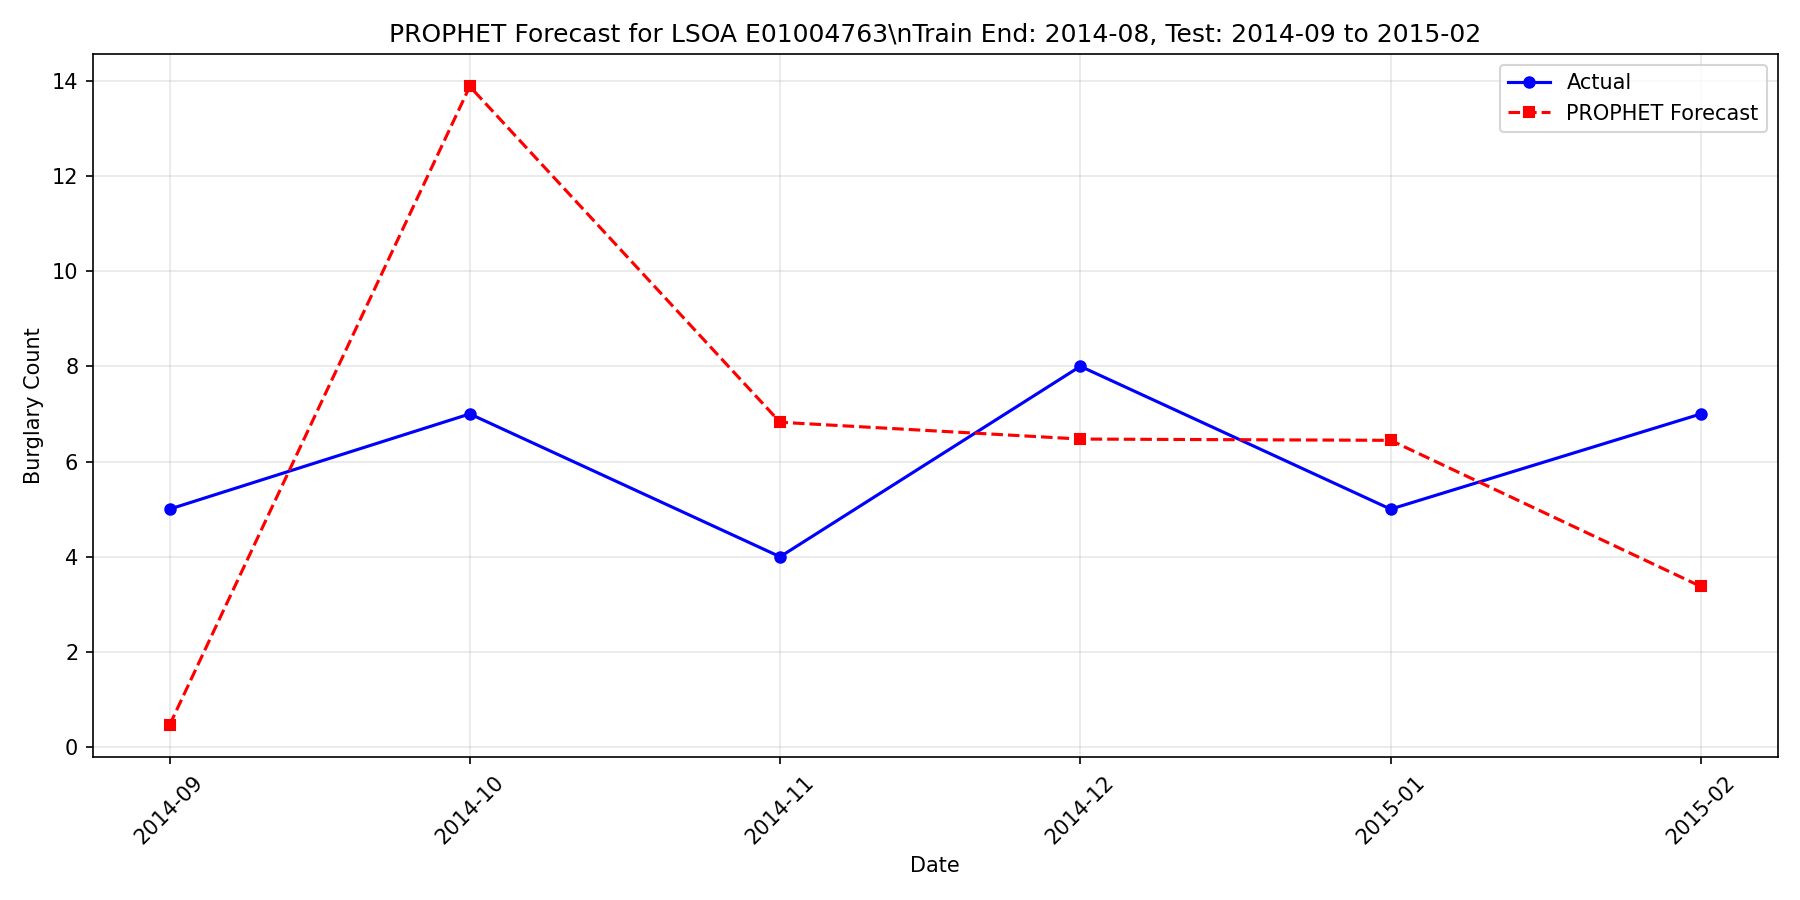 PROPHET Forecast for LSOA E01004763\nTrain End: 2014-08, Test: 2014-09 to 2015-02
Actual
PROPHET Forecast
Burglary Count
14
12
10
8
6
4
2
0
2014-09
2014-10
2014-11
2014-12
2015-01
2015-02
Date